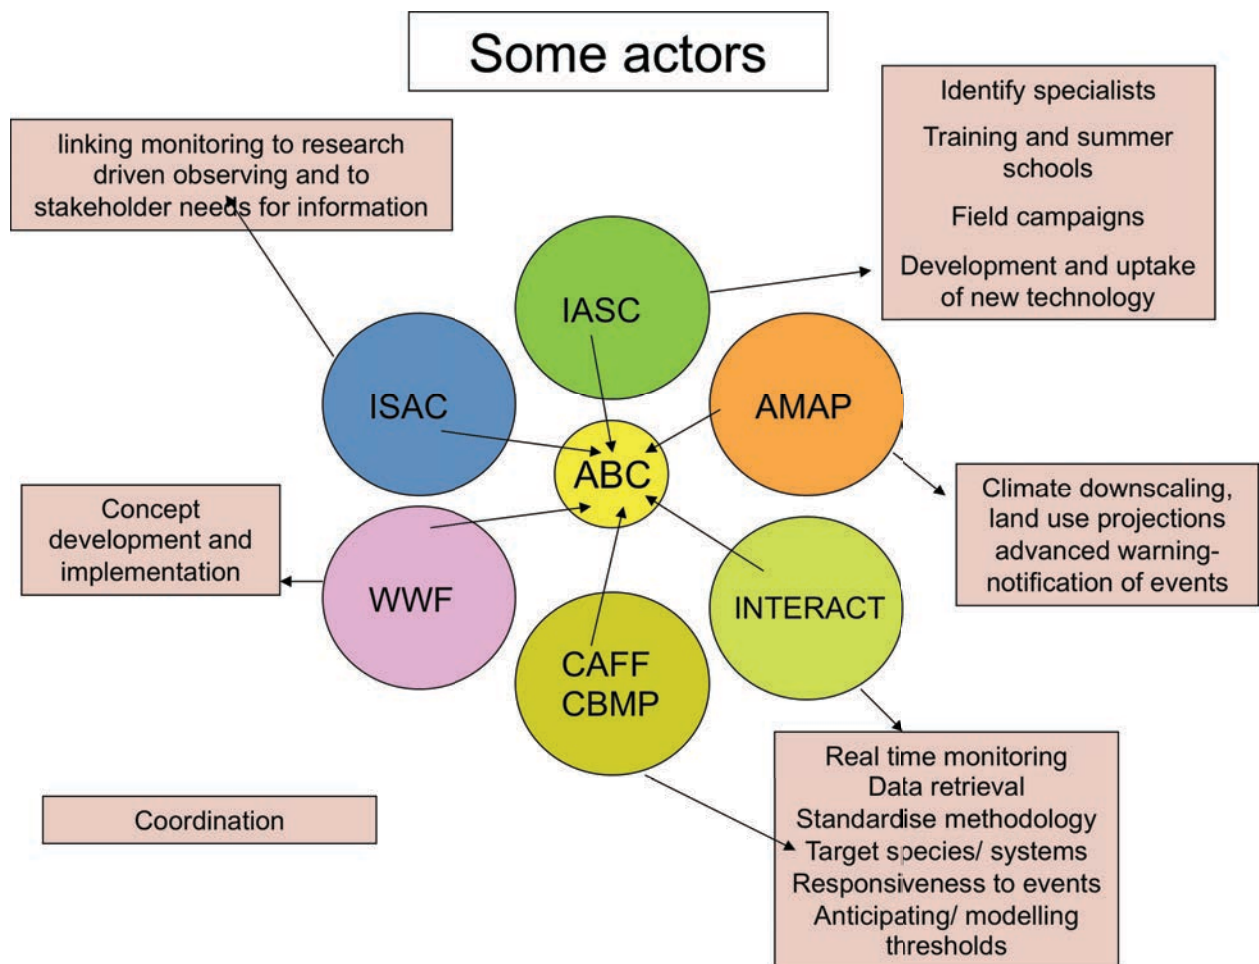 Some actors
linking monitoring to research
driven observing and to
stakeholder needs for information
Identify specialists
Training and summer
schools
Field campaigns
Development and uptake
of new technology
IASC
ISAC
AMAP
ABC
Concept
development and
implementation
Climate downscaling,
land use projections
advanced warning-
notification of events
WWF
INTERACT
CAFF
CBMP
Real time monitoring
Data retrieval
Standardise methodology
Target species/ systems
Responsiveness to events
Anticipating/ modelling
thresholds
Coordination